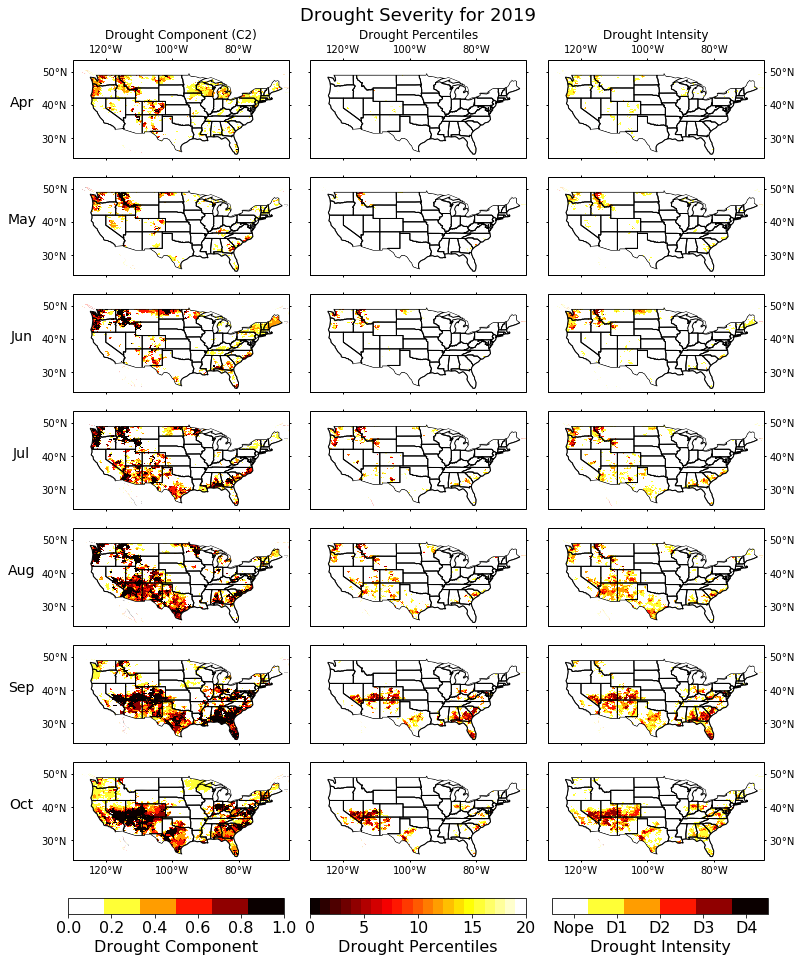 Drought Severity for 2019
Drought Component (C2) Drought Percentiles Drought Intensity
120°W 100°W 80°W 120°W 100°W 80°W 120°W 100°W 80°W
50°N 50°N
Apr 40°N 40°N
30°N 30°N
50°N 50°N
May 40°N 40°N
30°N 30°N
50°N 50°N
Jun 40°N 40°N
30°N 30°N
50°N 50°N
Jul 40°N 40°N
30°N 30°N
50°N 50°N
Aug 40°N 40°N
30°N 30°N
50°N 50°N
Sep 40°N 40°N
30°N 30°N
50°N 50°N
Oct 40°N 40°N
30°N 30°N
120°W 100°W 80°W 120°W 100°W 80°W 120°W 100°W 80°W
0.0 0.2 0.4 0.6 0.8 1.0 0 5 10 15 20 Nope D1 D2 D3 D4
Drought Component Drought Percentiles Drought Intensity